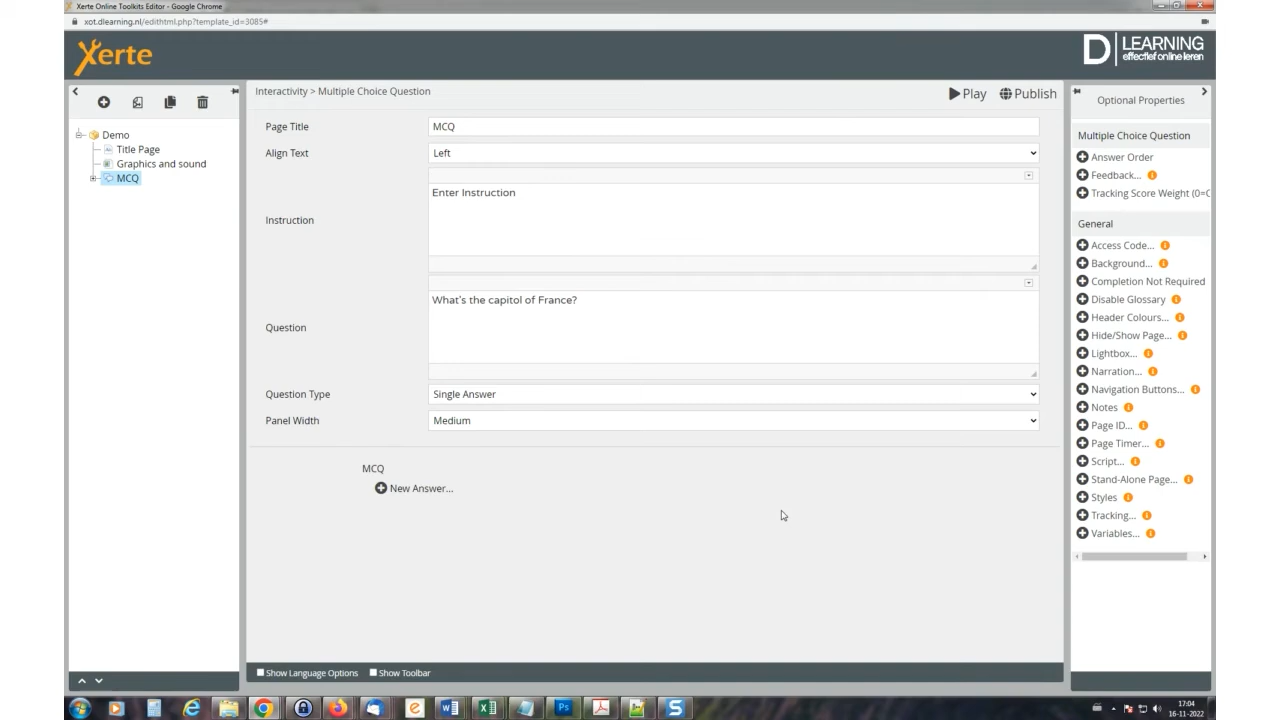 Xerte Online Toolkits Editor - Google Chrome
xot.dlearning.nl/edithtml.php?template_id=3085#
Xerte
D LEARNING
effectief online leren
Demo
Title Page
Graphics and sound
MCQ
Interactivity > Multiple Choice Question
Play
Publish
Page Title
MCQ
Align Text
Left
Instruction
Enter Instruction
Question
What's the capitol of France?
Question Type
Single Answer
Panel Width
Medium
MCQ
New Answer...
Show Language Options
Show Toolbar
Optional Properties
Multiple Choice Question
Answer Order
Feedback...
Tracking Score Weight (0=
General
Access Code...
Background...
Completion Not Required
Disable Glossary
Header Colours...
Hide/Show Page...
Lightbox...
Narration...
Navigation Buttons...
Notes
Page ID...
Page Timer...
Script...
Stand-Alone Page...
Styles
Tracking...
Variables...
17:04
16-11-2022